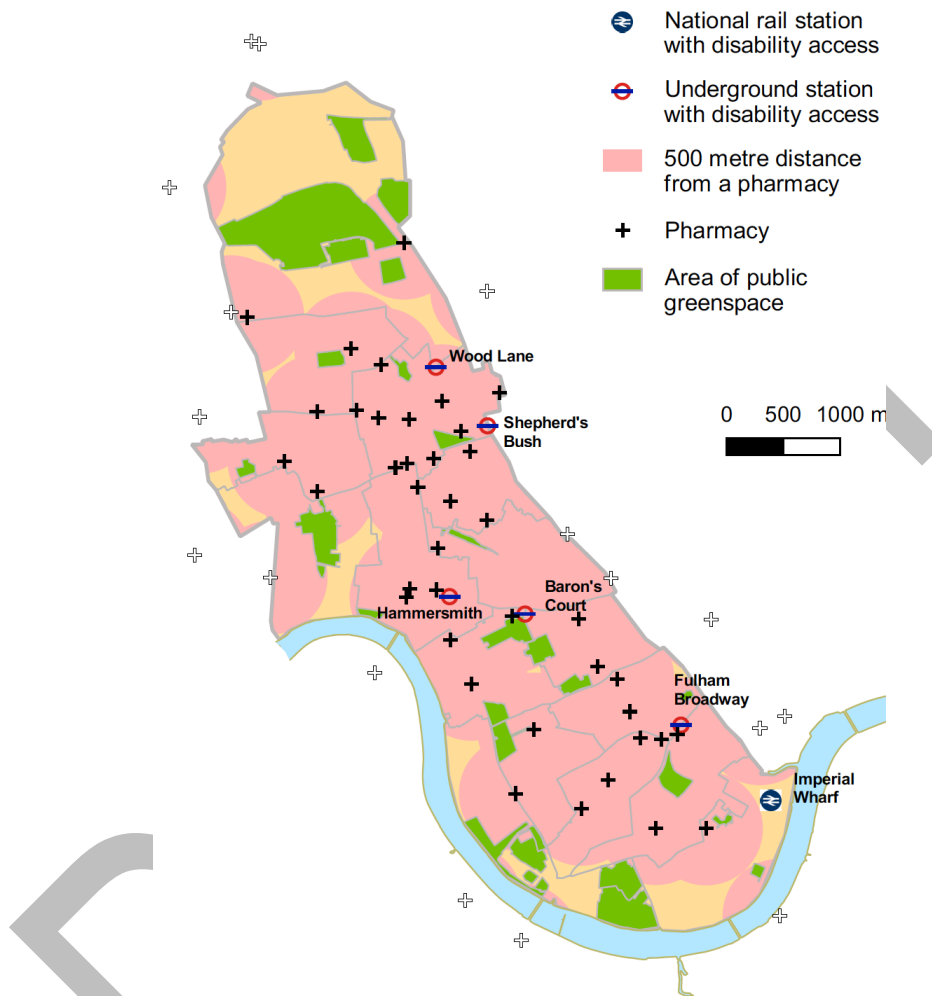 National rail station
with disability access
Underground station
with disability access
500 metre distance
from a pharmacy
Pharmacy
Area of public
greenspace
Wood Lane
0 500 1000 m
Shepherd's
Bush
Baron's
Court
Hammersmith
Fulham
Broadway
Imperial
Wharf